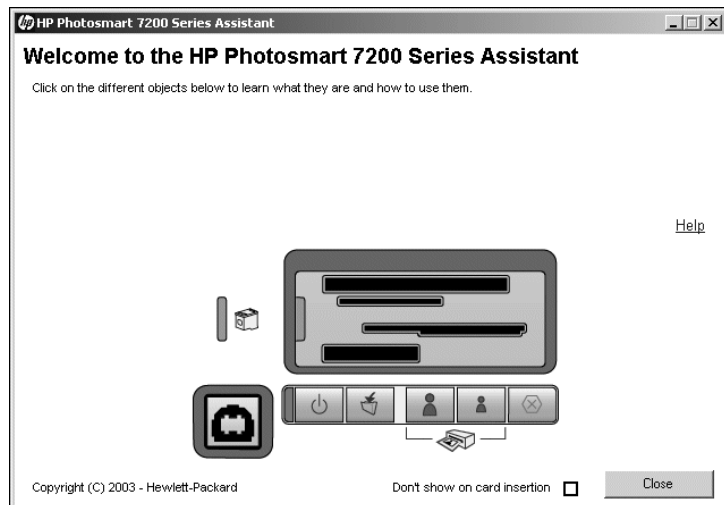 hp HP Photosmart 7200 Series Assistant
Welcome to the HP Photosmart 7200 Series Assistant
Click on the different objects below to learn what they are and how to use them.
Help
Copyright (C) 2003 - Hewlett-Packard
Don't show on card insertion
Close